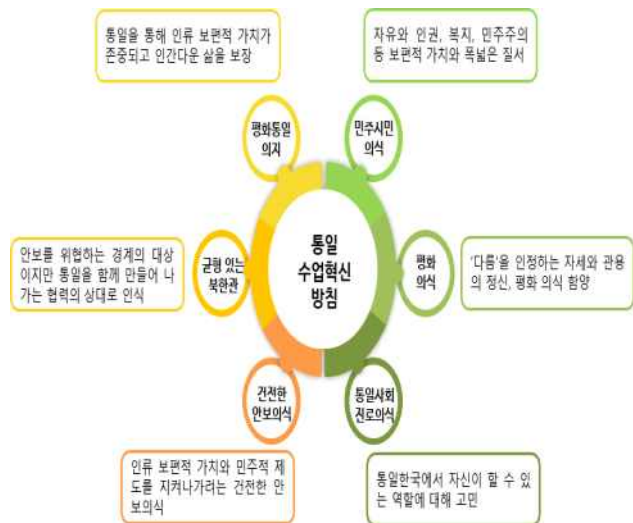 통일을 통해 인류 보편적 가치가
존중되고 인간다운 삶을 보장
자유와 인권, 복지, 민주주의
등 보편적 가치와 폭넓은 질서
평화통일
의지
민주시민
의식
안보를 위협하는 경계의 대상
이지만 통일을 함께 만들어 나
가는 협력의 상대로 인식
균형 있는
북한관
통일
수업혁신
방침
평화
의식
'다름'을 인정하는 자세와 관용
의 정신, 평화 의식 함양
건전한
안보의식
통일사회
진로의식
인류 보편적 가치와 민주적 제
도를 지켜나가려는 건전한 안
보의식
통일한국에서 자신이 할 수 있
는 역할에 대해 고민